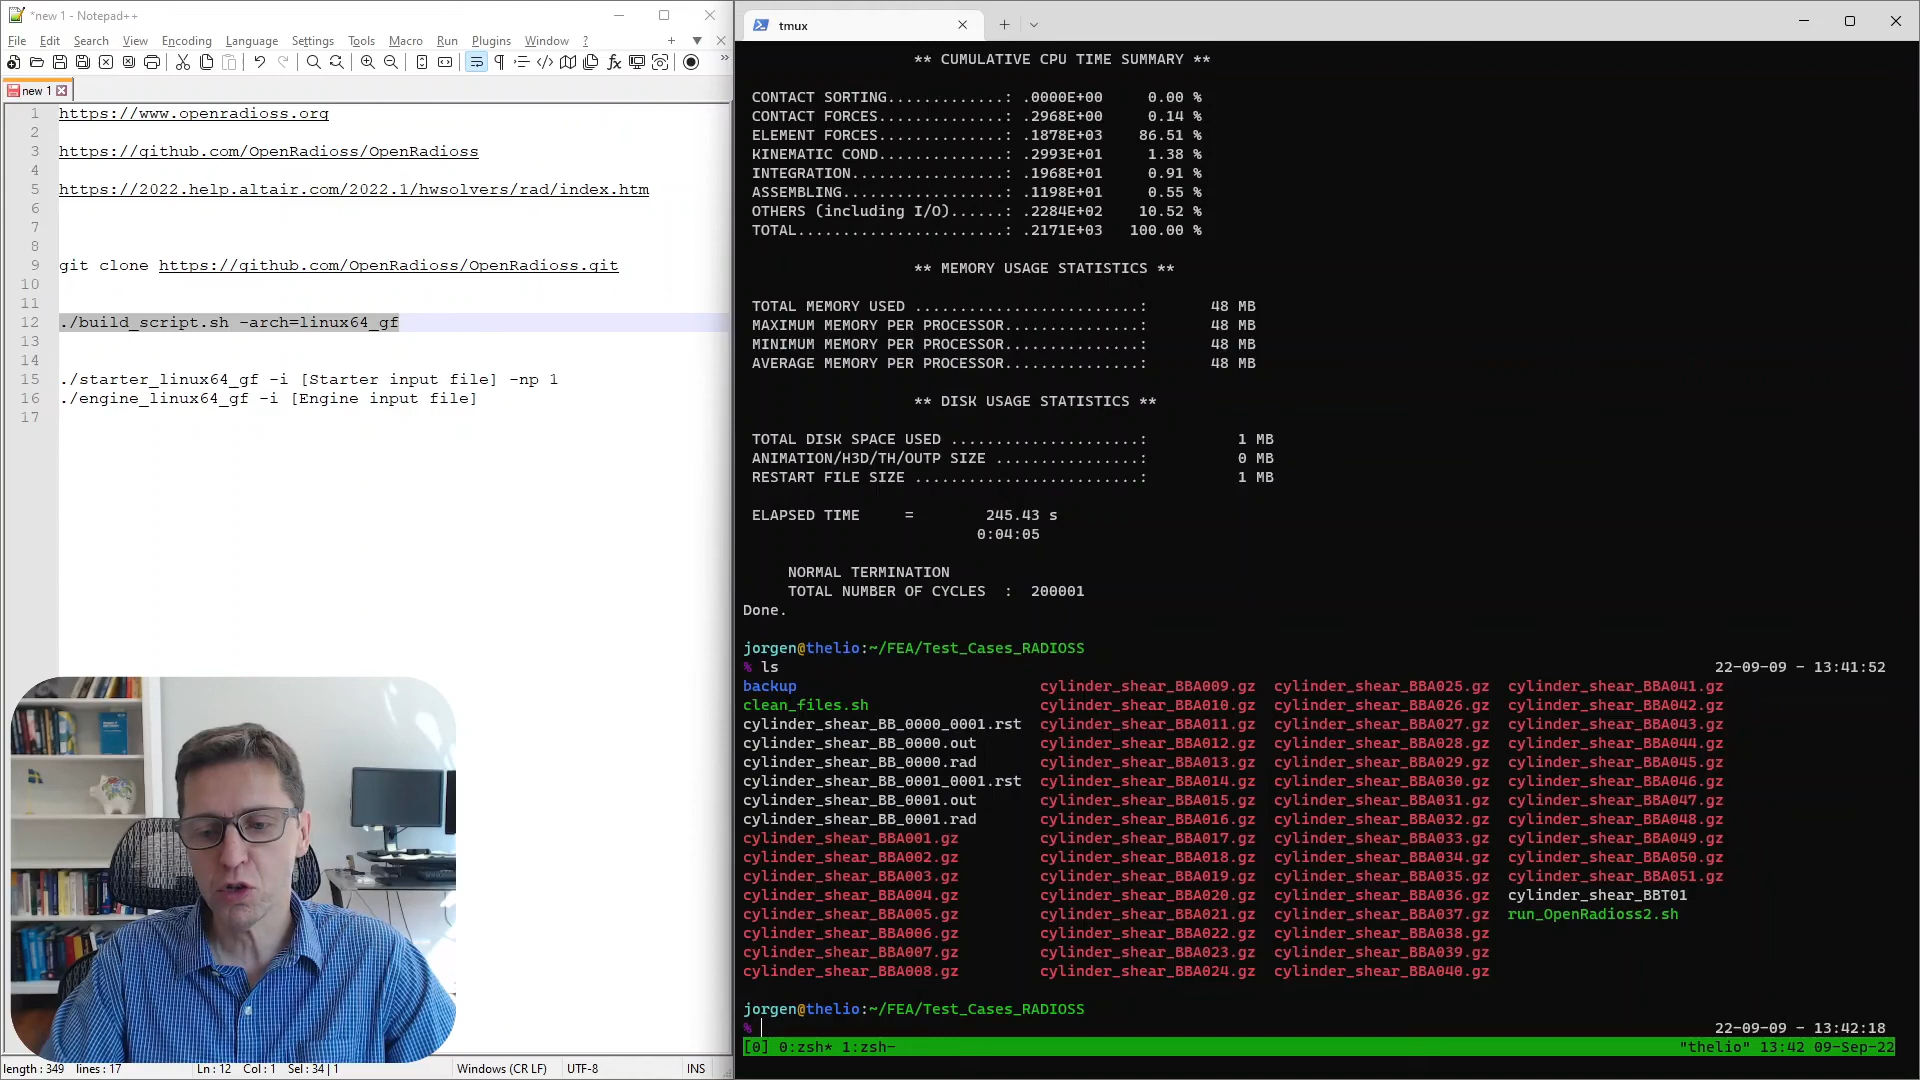 *new 1 - Notepad++
File Edit Search View Encoding Language Settings Tools Macro Run Plugins Window ?
new 1
1 https://www.openradioss.org
2
3 https://github.com/OpenRadioss/OpenRadioss
4
5 https://2022.help.altair.com/2022.1/hwsolvers/rad/index.htm
6
7
8
9 git clone https://github.com/OpenRadioss/OpenRadioss.git
10
11
12 ./build_script.sh -arch=linux64_gf
13
14
15 ./starter_linux64_gf -i [Starter input file] -np 1
16 ./engine_linux64_gf -i [Engine input file]
17
length : 349 lines : 17 Ln : 12 Col : 1 Sel : 34 | 1 Windows (CR LF) UTF-8 INS
tmux
** CUMULATIVE CPU TIME SUMMARY **
CONTACT SORTING.............: .0000E+00 0.00 %
CONTACT FORCES..............: .2968E+00 0.14 %
ELEMENT FORCES..............: .1878E+03 86.51 %
KINEMATIC COND..............: .2993E+01 1.38 %
INTEGRATION.................: .1968E+01 0.91 %
ASSEMBLING..................: .1198E+01 0.55 %
OTHERS (including I/O)......: .2284E+02 10.52 %
TOTAL.......................: .2171E+03 100.00 %
** MEMORY USAGE STATISTICS **
TOTAL MEMORY USED .........................: 48 MB
MAXIMUM MEMORY PER PROCESSOR...............: 48 MB
MINIMUM MEMORY PER PROCESSOR...............: 48 MB
AVERAGE MEMORY PER PROCESSOR...............: 48 MB
** DISK USAGE STATISTICS **
TOTAL DISK SPACE USED .....................: 1 MB
ANIMATION/H3D/TH/OUTP SIZE ................: 0 MB
RESTART FILE SIZE .........................: 1 MB
ELAPSED TIME = 245.43 s
0:04:05
NORMAL TERMINATION
TOTAL NUMBER OF CYCLES : 200001
Done.
jorgen@thelio:~/FEA/Test_Cases_RADIOSS
% ls 22-09-09 - 13:41:52
backup cylinder_shear_BBA009.gz cylinder_shear_BBA025.gz cylinder_shear_BBA041.gz
clean_files.sh cylinder_shear_BBA010.gz cylinder_shear_BBA026.gz cylinder_shear_BBA042.gz
cylinder_shear_BB_0000_0001.rst cylinder_shear_BBA011.gz cylinder_shear_BBA027.gz cylinder_shear_BBA043.gz
cylinder_shear_BB_0000.out cylinder_shear_BBA012.gz cylinder_shear_BBA028.gz cylinder_shear_BBA044.gz
cylinder_shear_BB_0000.rad cylinder_shear_BBA013.gz cylinder_shear_BBA029.gz cylinder_shear_BBA045.gz
cylinder_shear_BB_0001_0001.rst cylinder_shear_BBA014.gz cylinder_shear_BBA030.gz cylinder_shear_BBA046.gz
cylinder_shear_BB_0001.out cylinder_shear_BBA015.gz cylinder_shear_BBA031.gz cylinder_shear_BBA047.gz
cylinder_shear_BB_0001.rad cylinder_shear_BBA016.gz cylinder_shear_BBA032.gz cylinder_shear_BBA048.gz
cylinder_shear_BBA001.gz cylinder_shear_BBA017.gz cylinder_shear_BBA033.gz cylinder_shear_BBA049.gz
cylinder_shear_BBA002.gz cylinder_shear_BBA018.gz cylinder_shear_BBA034.gz cylinder_shear_BBA050.gz
cylinder_shear_BBA003.gz cylinder_shear_BBA019.gz cylinder_shear_BBA035.gz cylinder_shear_BBA051.gz
cylinder_shear_BBA004.gz cylinder_shear_BBA020.gz cylinder_shear_BBA036.gz cylinder_shear_BBT01
cylinder_shear_BBA005.gz cylinder_shear_BBA021.gz cylinder_shear_BBA037.gz run_OpenRadioss2.sh
cylinder_shear_BBA006.gz cylinder_shear_BBA022.gz cylinder_shear_BBA038.gz
cylinder_shear_BBA007.gz cylinder_shear_BBA023.gz cylinder_shear_BBA039.gz
cylinder_shear_BBA008.gz cylinder_shear_BBA024.gz cylinder_shear_BBA040.gz
jorgen@thelio:~/FEA/Test_Cases_RADIOSS
% 22-09-09 - 13:42:18
[0] 0:zsh* 1:zsh- "thelio" 13:42 09-Sep-22